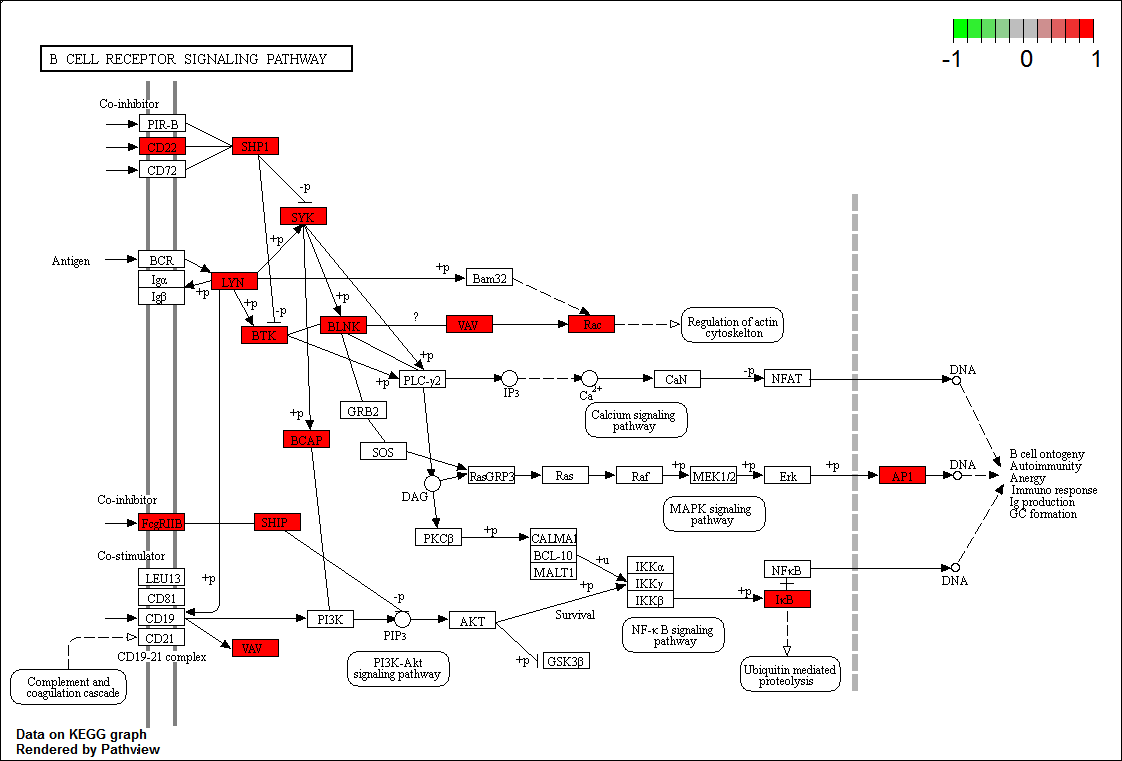 B CELL RECEPTOR SIGNALING PATHWAY
-1 0 1
Co-inhibitor
PIR-B
CD22
SHP1
CD72
-p
SYK
+p
Antigen
BCR
Igα
Igβ
LYN
+p
+p
Bam32
+p
-p
+p
BTK
BLNK
?
VAV
Rac
Regulation of actin
cytoskelton
+p
+p
PLC-γ2
IP3
Ca2+
CaN
-p
NFAT
DNA
Calcium signaling
pathway
GRB2
+p
BCAP
SOS
DAG
RasGRP3
Ras
Raf
+p
MEK1/2
+p
Erk
+p
AP1
DNA
B cell ontogeny
Autoimmunity
Anergy
Immuno response
Ig production
GC formation
MAPK signaling
pathway
Co-inhibitor
FcgRIIB
SHIP
PKCβ
+p
CALMA1
BCL-10
MALT1
+u
+p
IKKα
IKKγ
IKKβ
+p
NFκB
IκB
DNA
Co-stimulator
LEU13
CD81
CD19
CD21
CD19-21 complex
+p
VAV
PI3K
-p
PIP3
AKT
Survival
+p
GSK3β
PI3K-Akt
signaling pathway
NF-κ B signaling
pathway
Ubiquitin mediated
proteolysis
Complement and
coagulation cascade
Data on KEGG graph
Rendered by Pathview